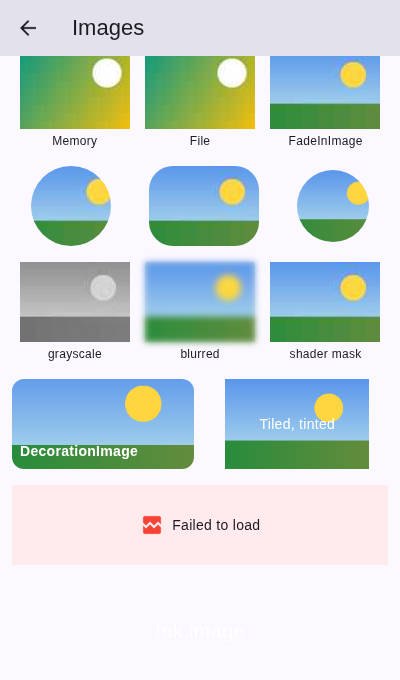 Images
Memory
File
FadeInImage
grayscale
blurred
shader mask
DecorationImage
Tiled, tinted
Failed to load
Ink.image